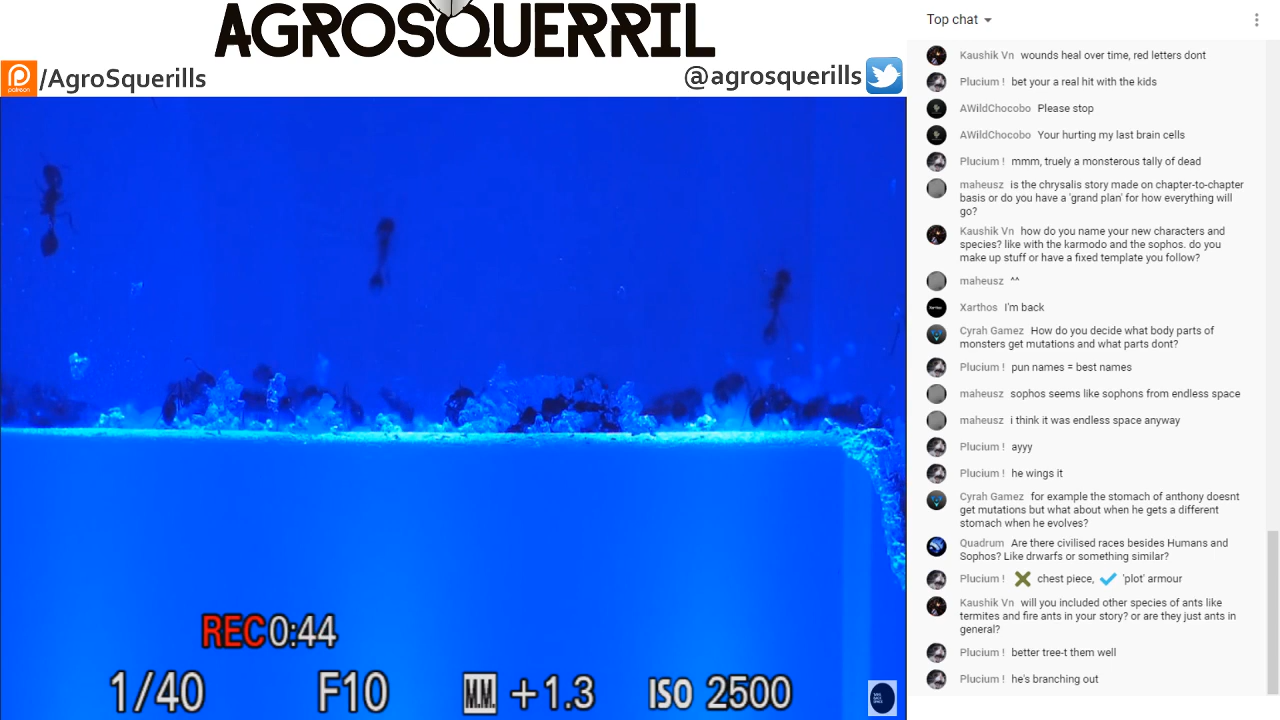 AGROSQUERRIL
patreon
/AgroSquerills
@agrosquerills
REC 0:44
1/40 F10 M.M. +1.3 ISO 2500
Top chat
Kaushik Vn wounds heal over time, red letters dont
Plucium ! bet your a real hit with the kids
AWildChocobo Please stop
AWildChocobo Your hurting my last brain cells
Plucium ! mmm, truely a monsterous tally of dead
maheusz is the chrysalis story made on chapter-to-chapter
basis or do you have a 'grand plan' for how everything will
go?
Kaushik Vn how do you name your new characters and
species? like with the karmodo and the sophos. do you
make up stuff or have a fixed template you follow?
maheusz ^^
Xarthos I'm back
Cyrah Gamez How do you decide what body parts of
monsters get mutations and what parts dont?
Plucium ! pun names = best names
maheusz sophos seems like sophons from endless space
maheusz i think it was endless space anyway
Plucium ! ayyy
Plucium ! he wings it
Cyrah Gamez for example the stomach of anthony doesnt
get mutations but what about when he gets a different
stomach when he evolves?
Quadrum Are there civilised races besides Humans and
Sophos? Like drwarfs or something similar?
Plucium ! chest piece, 'plot' armour
Kaushik Vn will you included other species of ants like
termites and fire ants in your story? or are they just ants in
general?
Plucium ! better tree-t them well
Plucium ! he's branching out